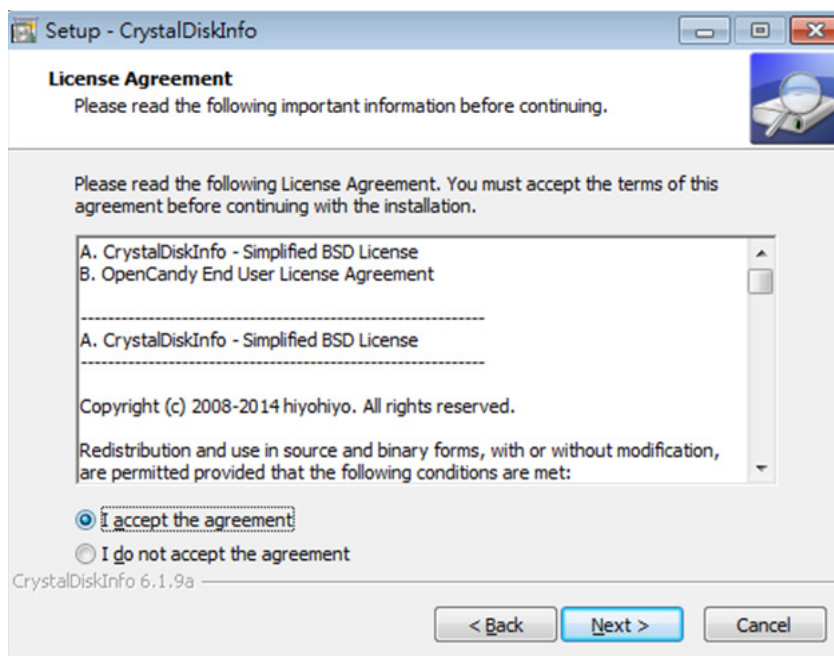 Setup - CrystalDiskInfo
License Agreement
Please read the following important information before continuing.
Please read the following License Agreement. You must accept the terms of this
agreement before continuing with the installation.
A. CrystalDiskInfo - Simplified BSD License
B. OpenCandy End User License Agreement
------------------------------------------------------------
A. CrystalDiskInfo - Simplified BSD License
------------------------------------------------------------
Copyright (c) 2008-2014 hiyohiyo. All rights reserved.
Redistribution and use in source and binary forms, with or without modification,
are permitted provided that the following conditions are met:
I accept the agreement
I do not accept the agreement
CrystalDiskInfo 6.1.9a
< Back Next > Cancel